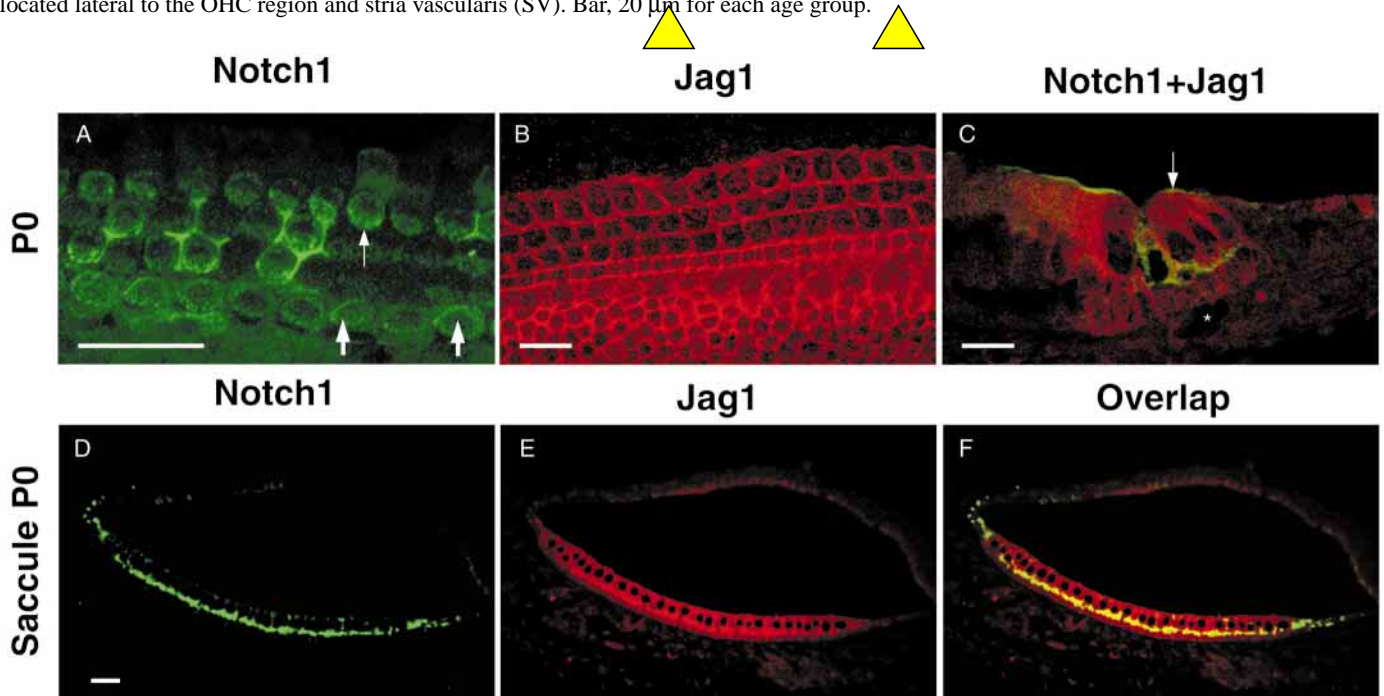 located lateral to the OHC region and stria vascularis (SV). Bar, 20 μm for each age group.
Notch1
Jag1
Notch1+Jag1
P0
A
B
C
*
Notch1
Jag1
Overlap
Saccule P0
D
E
F